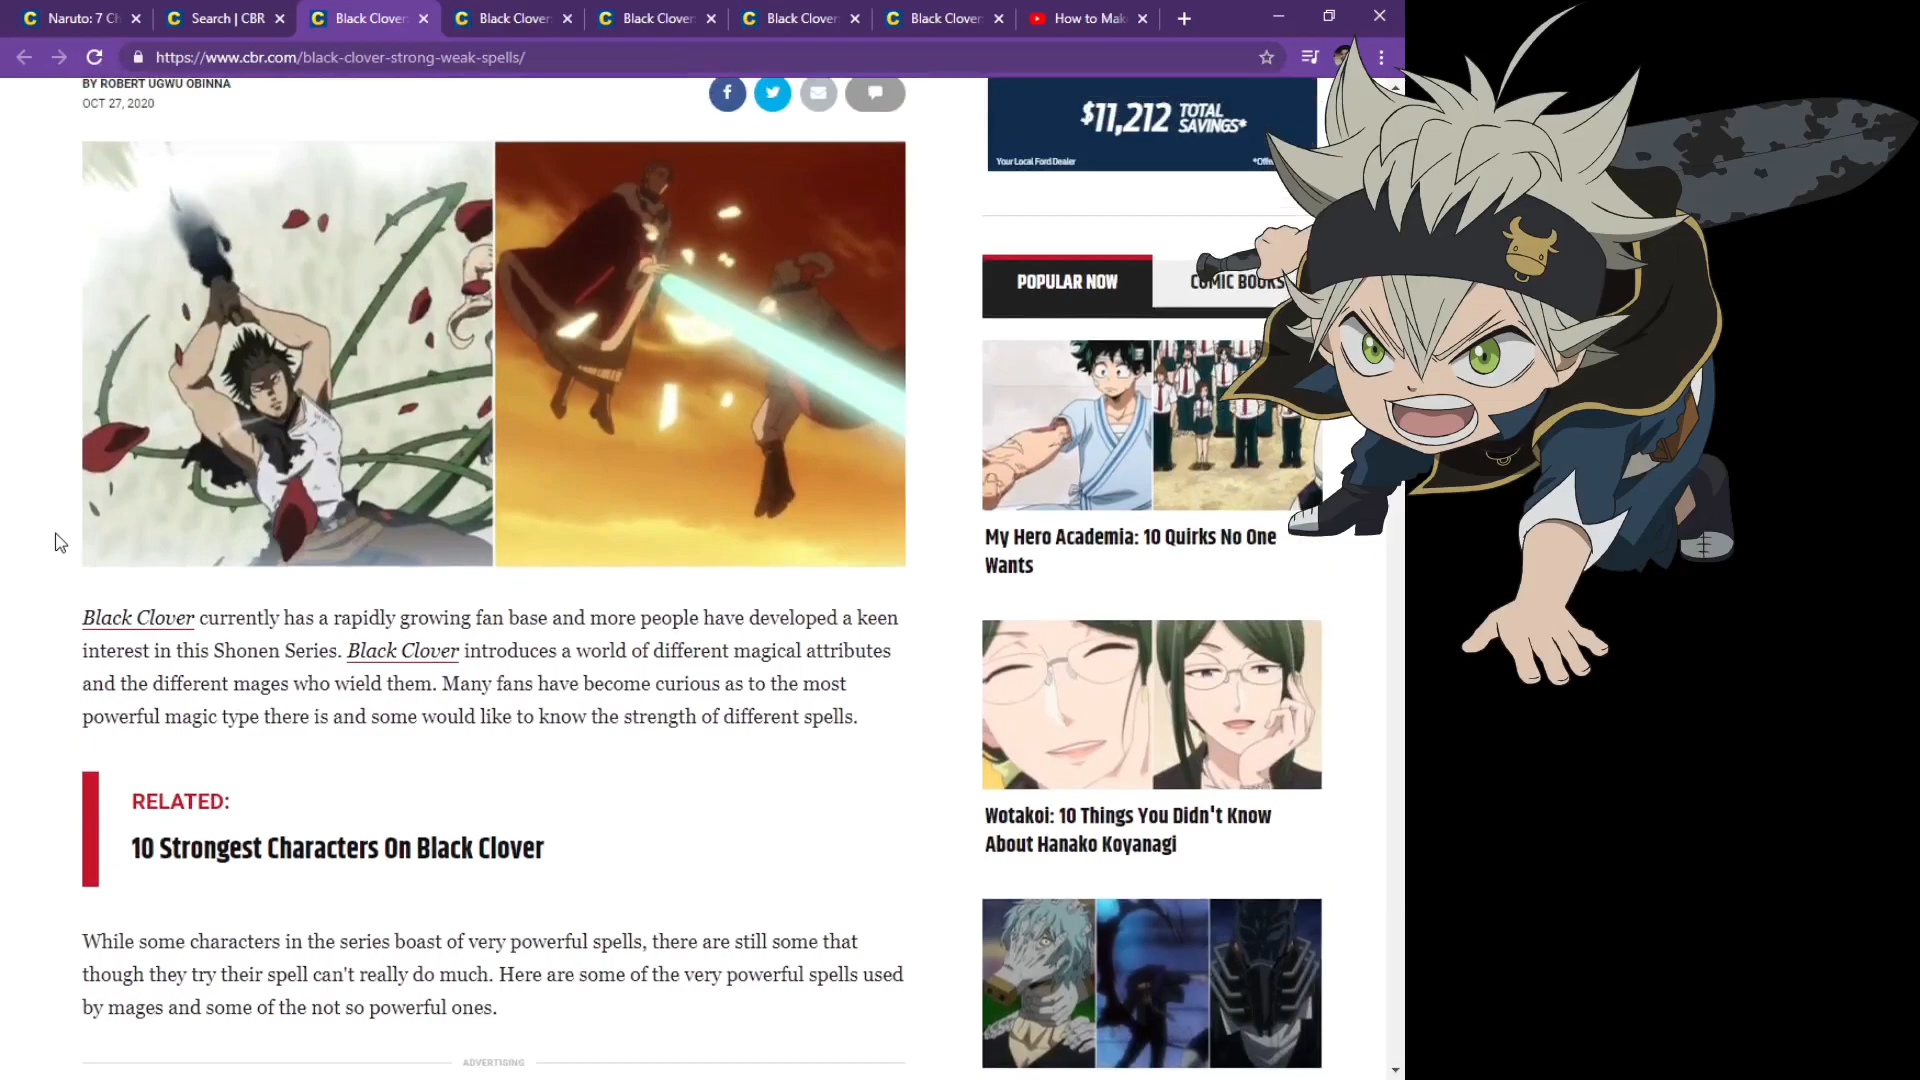 Naruto: 7 Ch
Search | CBR
Black Clover:
Black Clover:
Black Clover:
Black Clover:
Black Clover:
How to Mak
https://www.cbr.com/black-clover-strong-weak-spells/
BY ROBERT UGWU OBINNA
OCT 27, 2020
Black Clover currently has a rapidly growing fan base and more people have developed a keen
interest in this Shonen Series. Black Clover introduces a world of different magical attributes
and the different mages who wield them. Many fans have become curious as to the most
powerful magic type there is and some would like to know the strength of different spells.
RELATED:
10 Strongest Characters On Black Clover
While some characters in the series boast of very powerful spells, there are still some that
though they try their spell can't really do much. Here are some of the very powerful spells used
by mages and some of the not so powerful ones.
ADVERTISING
$11,212 TOTAL
SAVINGS*
Your Local Ford Dealer
POPULAR NOW
COMIC BOOKS
My Hero Academia: 10 Quirks No One
Wants
Wotakoi: 10 Things You Didn't Know
About Hanako Koyanagi